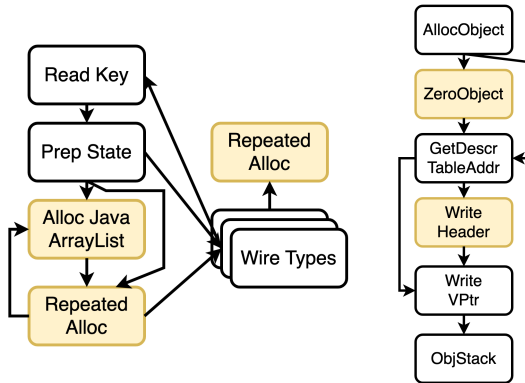 Read Key
Prep State
Alloc Java
ArrayList
Repeated
Alloc
Repeated
Alloc
Wire Types
AllocObject
ZeroObject
GetDescr
TableAddr
Write
Header
Write
VPtr
ObjStack